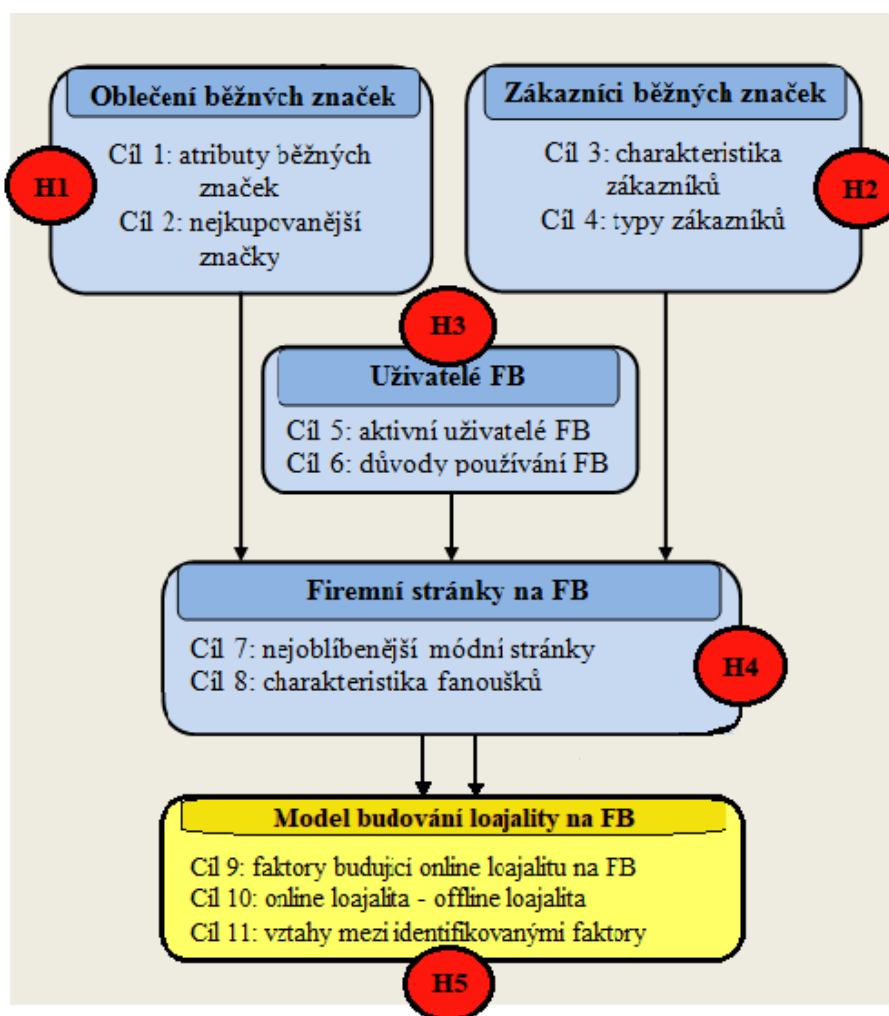 Oblečení běžných značek
Cíl 1: atributy běžných
značek
Cíl 2: nejkupovanější
značky
H1
Zákazníci běžných značek
Cíl 3: charakteristika
zákazníků
Cíl 4: typy zákazníků
H2
H3
Uživatelé FB
Cíl 5: aktivní uživatelé FB
Cíl 6: důvody používání FB
Firemní stránky na FB
Cíl 7: nejoblíbenější módní stránky
Cíl 8: charakteristika fanoušků
H4
Model budování loajality na FB
Cíl 9: faktory budující online loajalitu na FB
Cíl 10: online loajalita - offline loajalita
Cíl 11: vztahy mezi identifikovanými faktory
H5